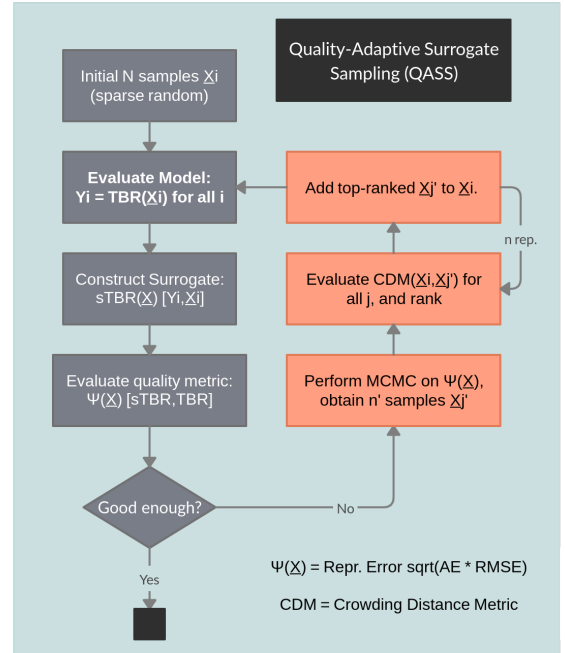 Quality-Adaptive Surrogate
Sampling (QASS)
Initial N samples Xi
(sparse random)
Evaluate Model:
Yi = TBR(Xi) for all i
Construct Surrogate:
sTBR(X) [Yi,Xi]
Evaluate quality metric:
Ψ(X) [sTBR,TBR]
Good enough?
Yes
No
Perform MCMC on Ψ(X),
obtain n' samples Xj'
Evaluate CDM(Xi,Xj') for
all j, and rank
Add top-ranked Xj' to Xi.
n rep.
Ψ(X) = Repr. Error sqrt(AE * RMSE)
CDM = Crowding Distance Metric